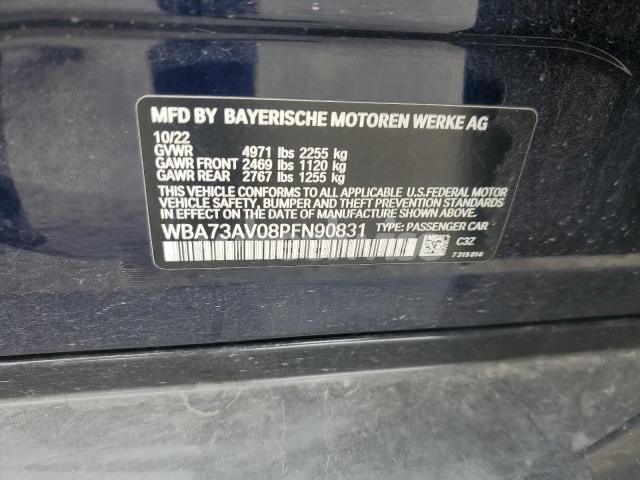 MFD BY BAYERISCHE MOTOREN WERKE AG
10/22
GVWR 4971 lbs 2255 kg
GAWR FRONT 2469 lbs 1120 kg
GAWR REAR 2767 lbs 1255 kg
THIS VEHICLE CONFORMS TO ALL APPLICABLE U.S.FEDERAL MOTOR
VEHICLE SAFETY, BUMPER, AND THEFT PREVENTION STANDARDS
IN EFFECT ON THE DATE OF MANUFACTURE SHOWN ABOVE.
WBA73AV08PFN90831 TYPE: PASSENGER CAR
C3Z
7315814